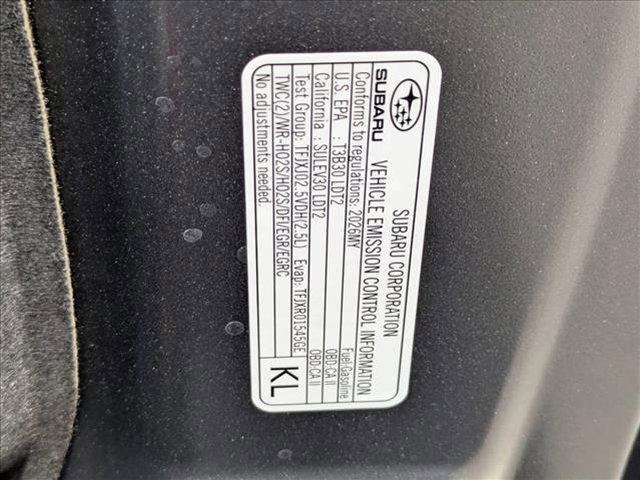 SUBARU CORPORATION
SUBARU VEHICLE EMISSION CONTROL INFORMATION
Conforms to regulations: 2026MY Fuel:Gasoline
U.S. EPA : T3B30 LDT2 OBD:CA II
California : SULEV30 LDT2 OBD:CA II
Test Group: TFJXJ02.5VDH(2.5L) Evap: TFJXR01545GE
TWC(2)/WR-HO2S/HO2S/DFI/EGR/EGRC
No adjustments needed.
KL